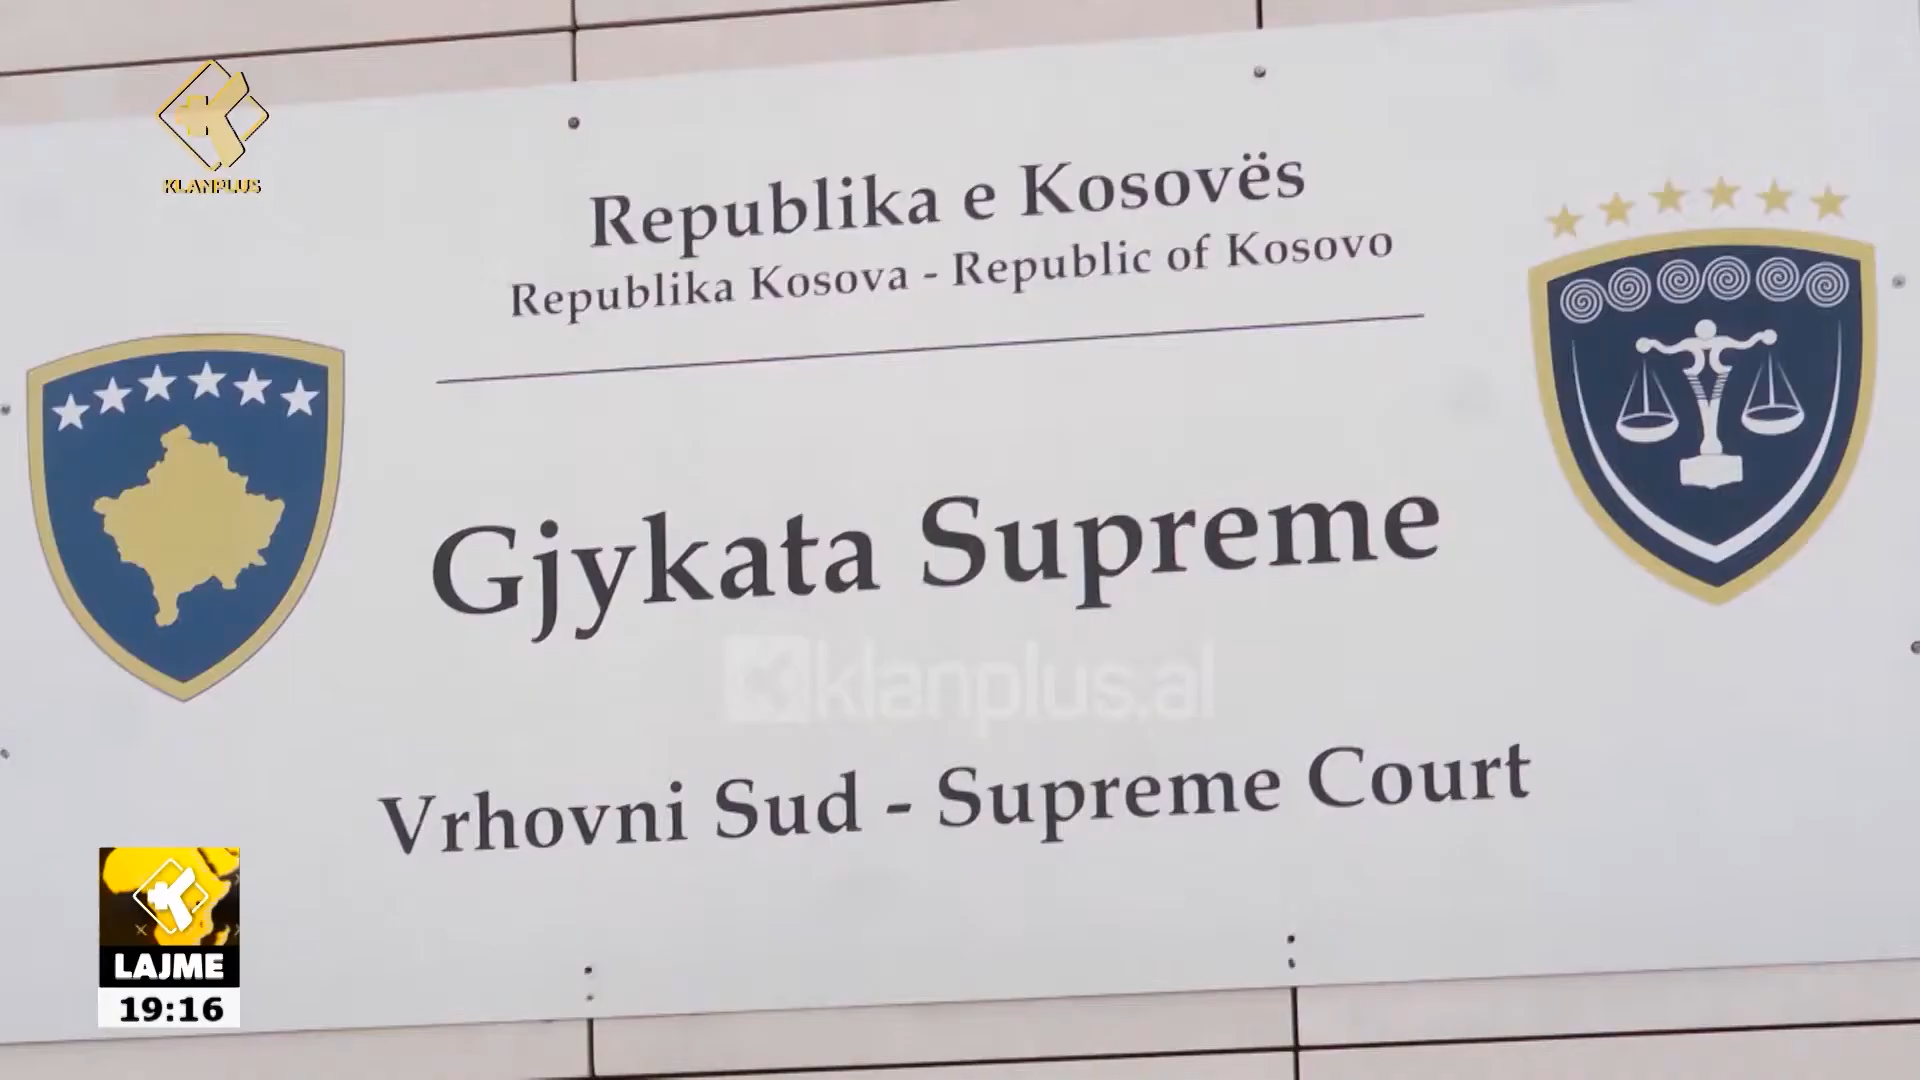 KLANPLUS
Republika e Kosovës
Republika Kosova - Republic of Kosovo
Gjykata Supreme
klanplus.al
Vrhovni Sud - Supreme Court
LAJME
19:16